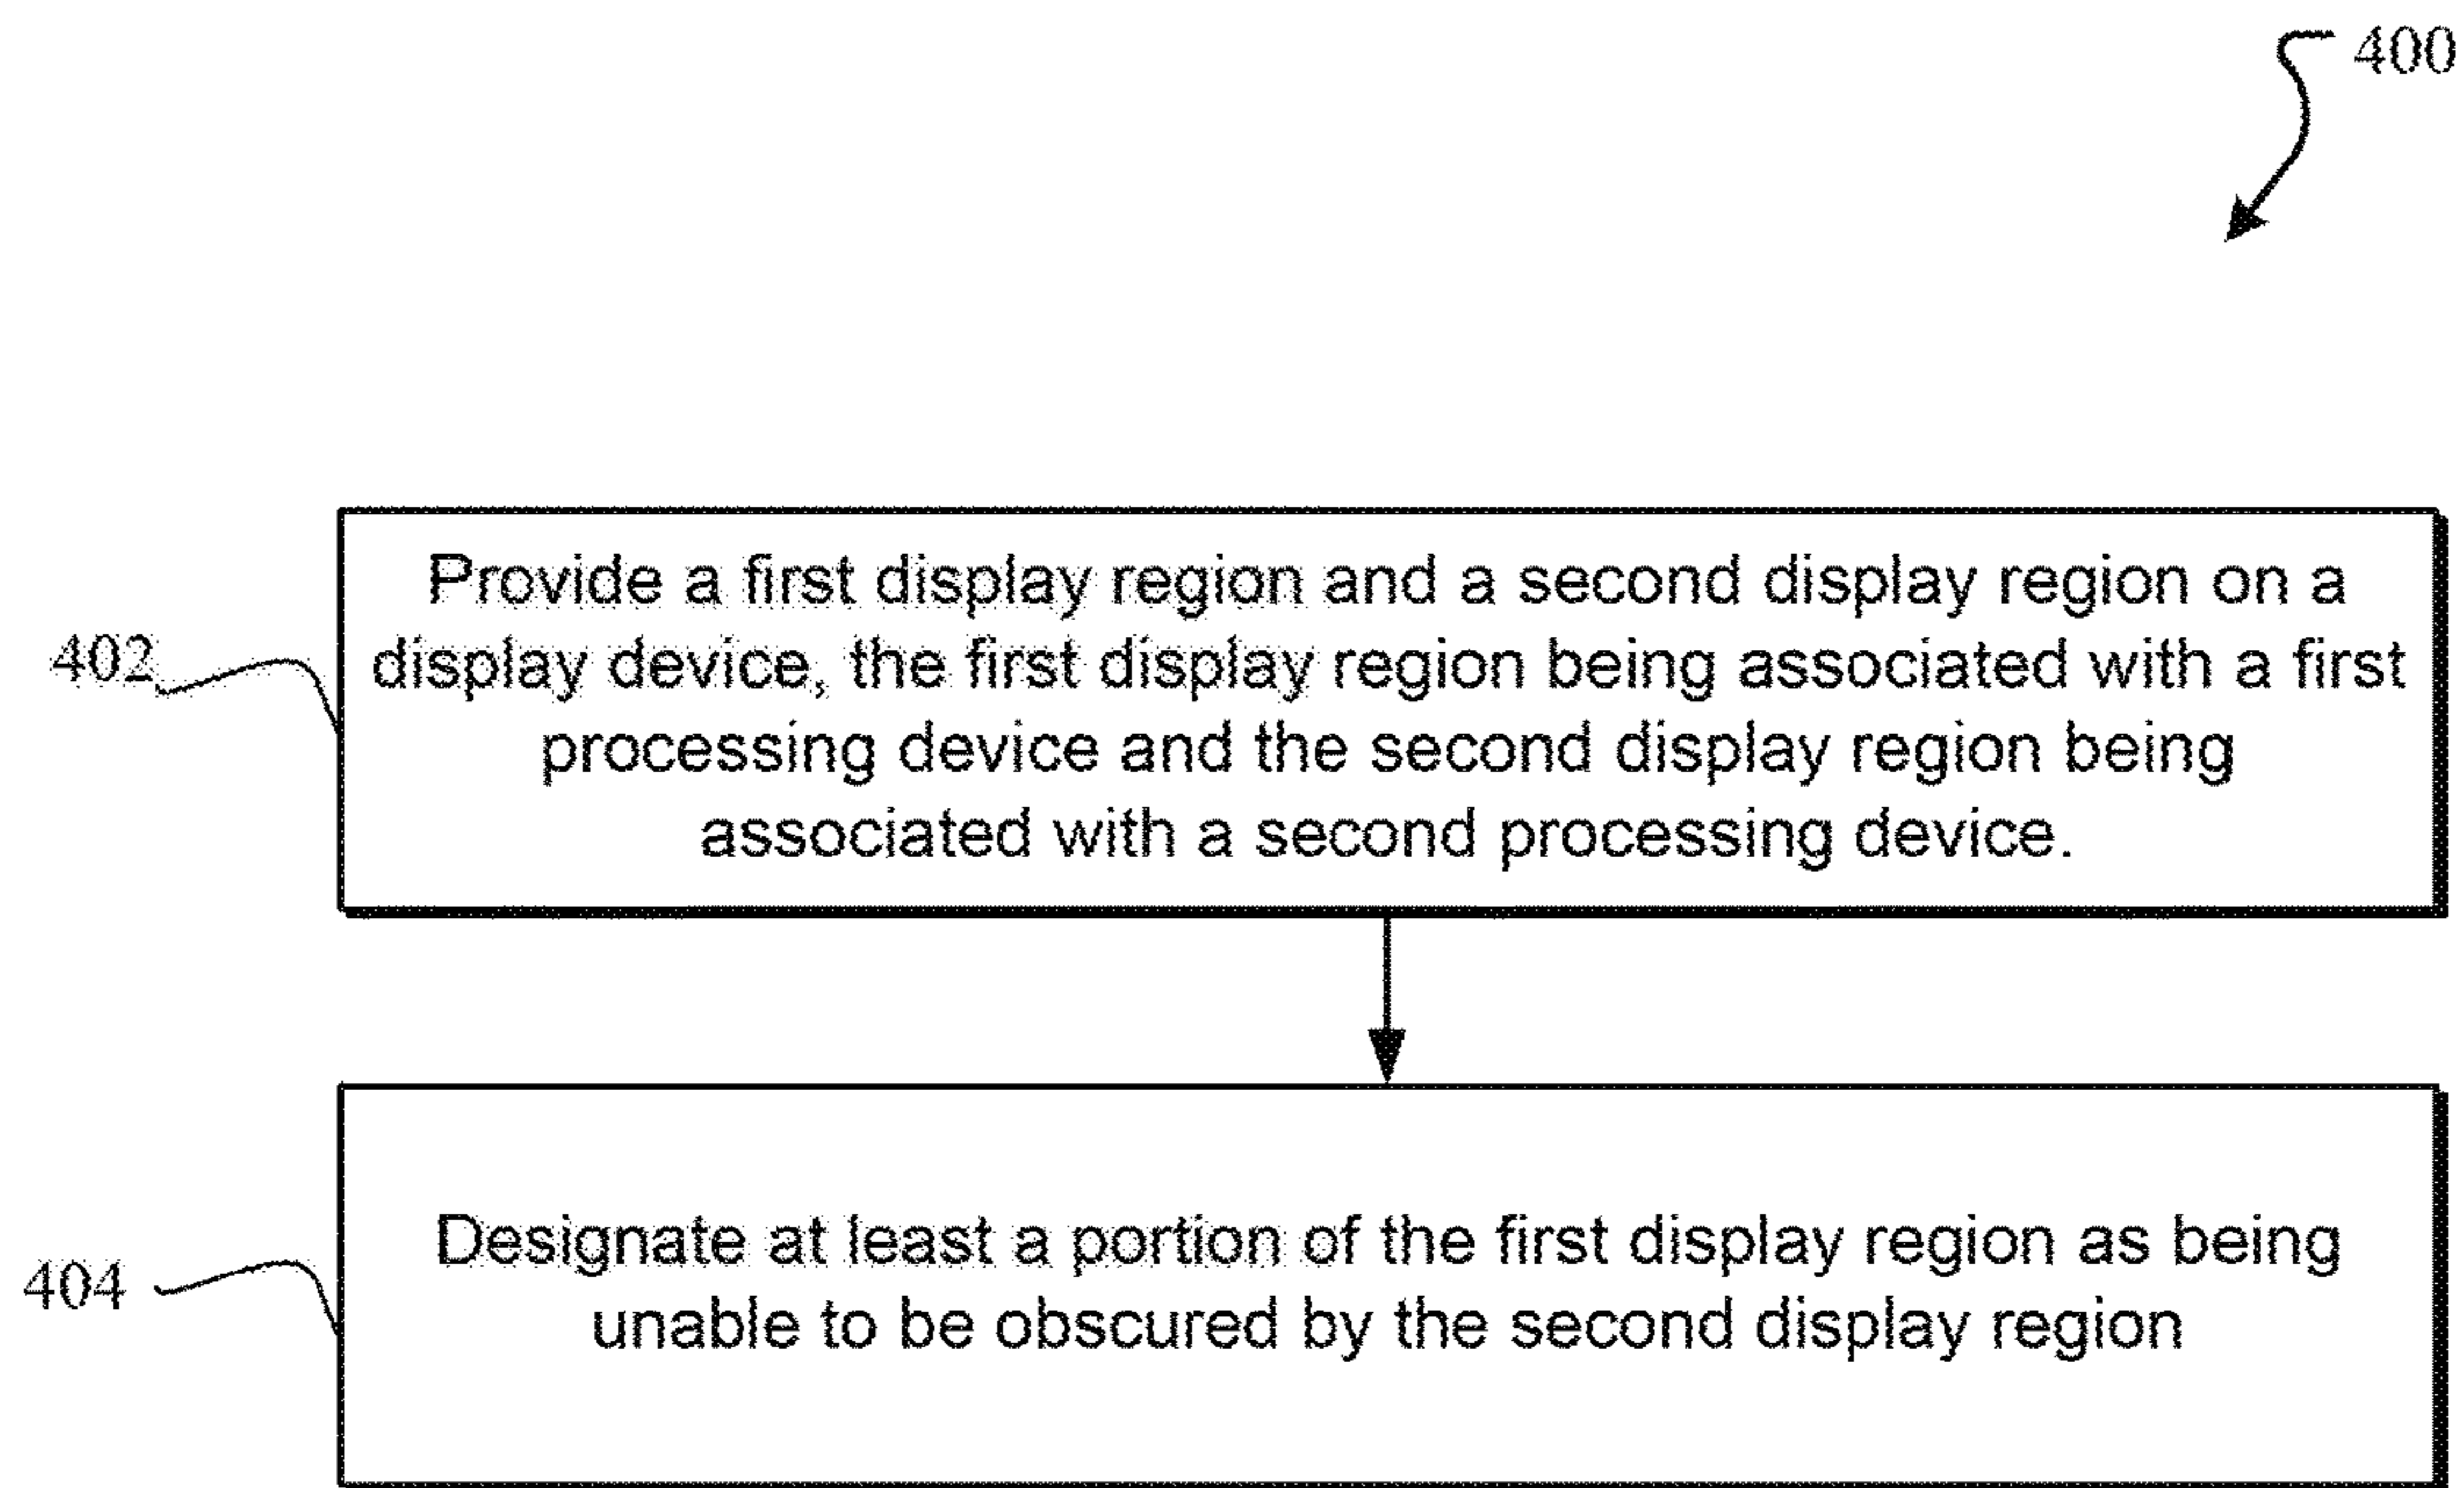 400
Provide a first display region and a second display region on a
402
display device, the first display region being associated with a first
processing device and the second display region being
associated with a second processing device.
Designate at least a portion of the first display region as being
404
unable to be obscured by the second display region